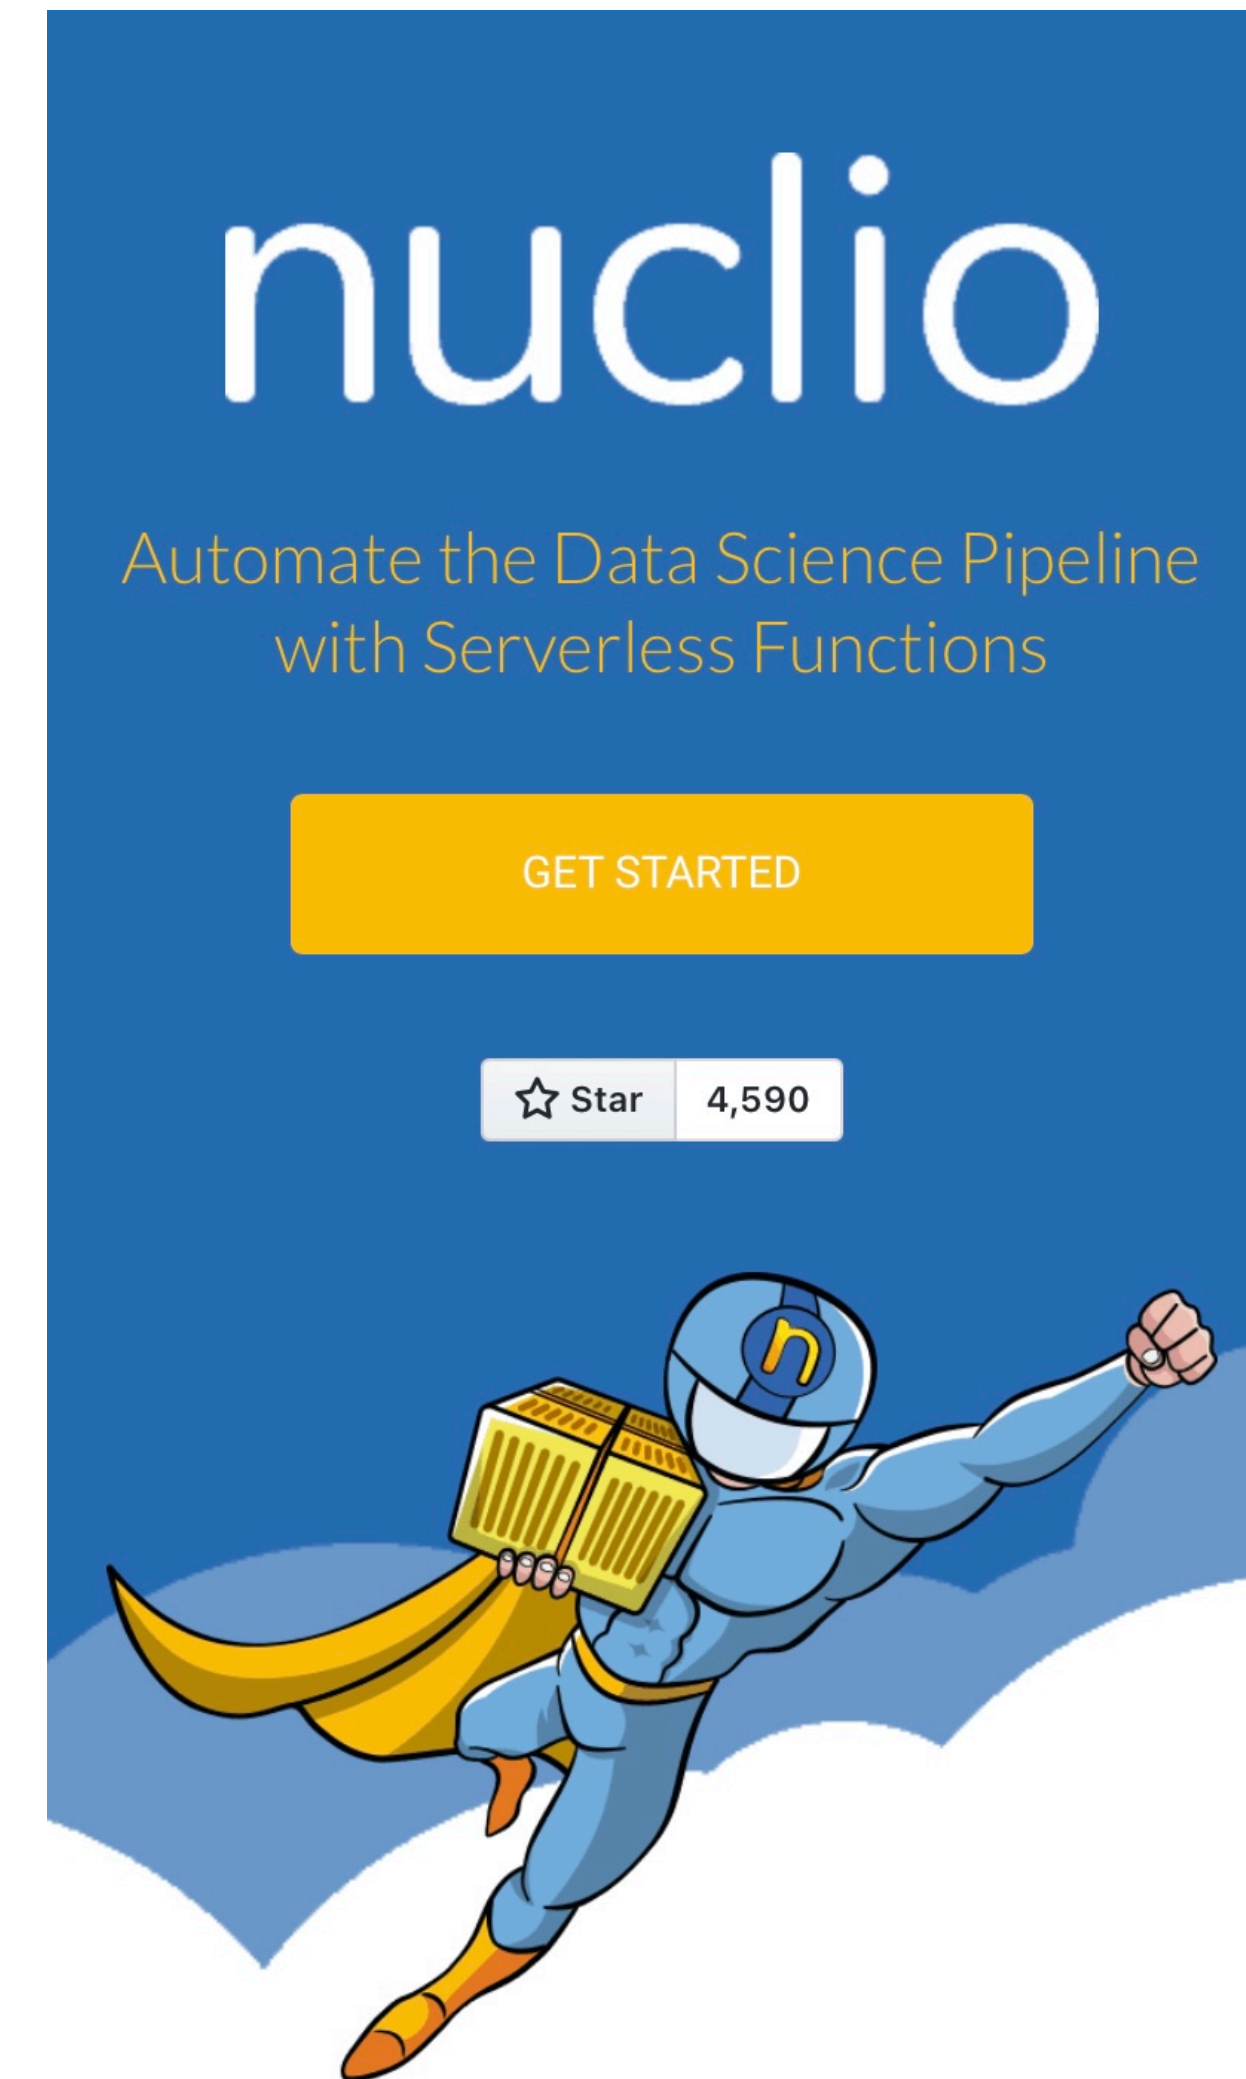 nuclio
Automate the Data Science Pipeline
with Serverless Functions
GET STARTED
Star 4,590
n